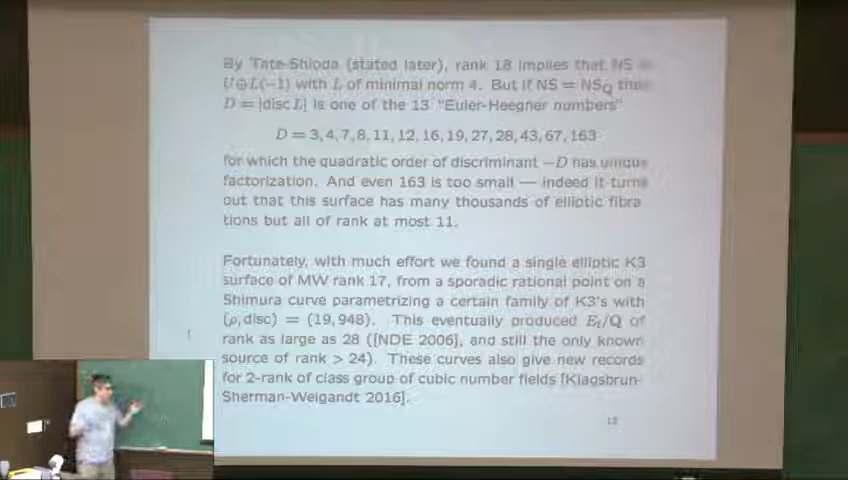 By Tate-Shioda (stated later), rank 18 implies that NS =
U⊕L(−1) with L of minimal norm 4. But if NS = NS_Q then
D = |disc L| is one of the 13 "Euler-Heegner numbers"
D = 3, 4, 7, 8, 11, 12, 16, 19, 27, 28, 43, 67, 163
for which the quadratic order of discriminant −D has unique
factorization. And even 163 is too small — indeed it turns
out that this surface has many thousands of elliptic fibra
tions but all of rank at most 11.
Fortunately, with much effort we found a single elliptic K3
surface of MW rank 17, from a sporadic rational point on a
Shimura curve parametrizing a certain family of K3's with
(ρ, disc) = (19, 948). This eventually produced E_t/Q of
rank as large as 28 ([NDE 2006], and still the only known
source of rank > 24). These curves also give new records
for 2-rank of class group of cubic number fields [Klagsbrun-
Sherman-Weigandt 2016].